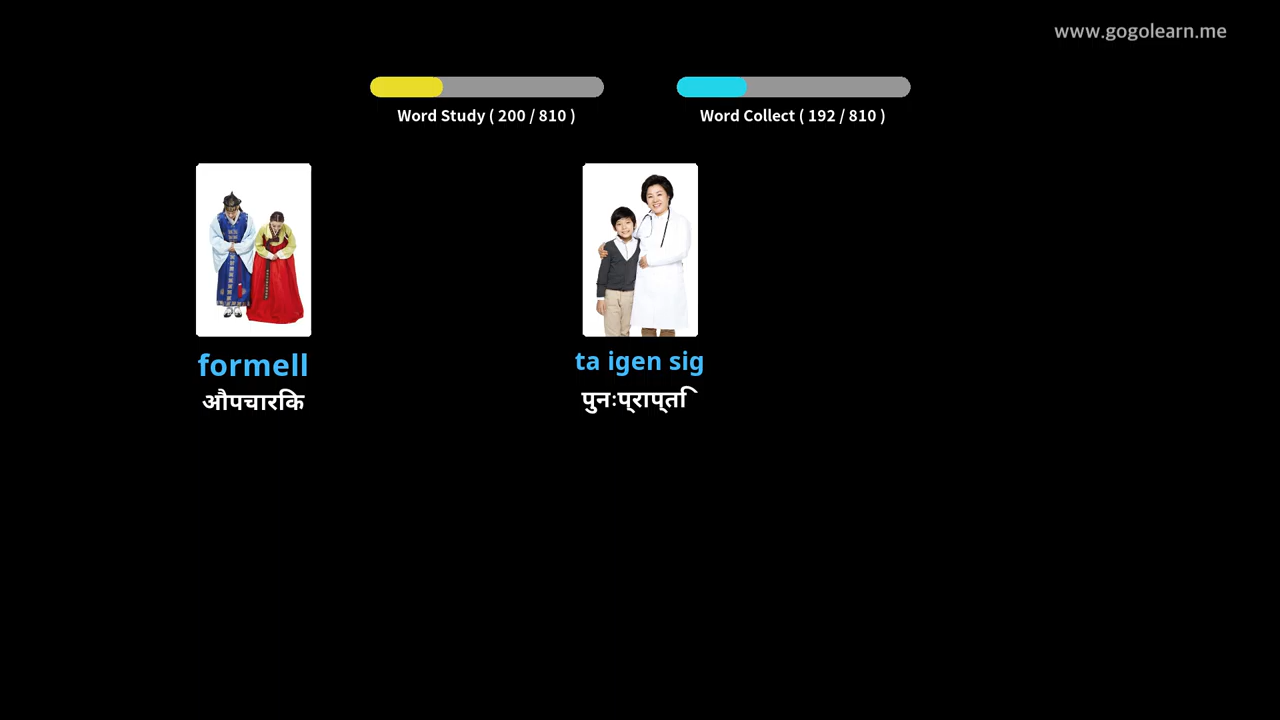 www.gogolearn.me
Word Study ( 200 / 810 )
Word Collect ( 192 / 810 )
formell
ta igen sig
औपचारिक
पुनःप्राप्ति